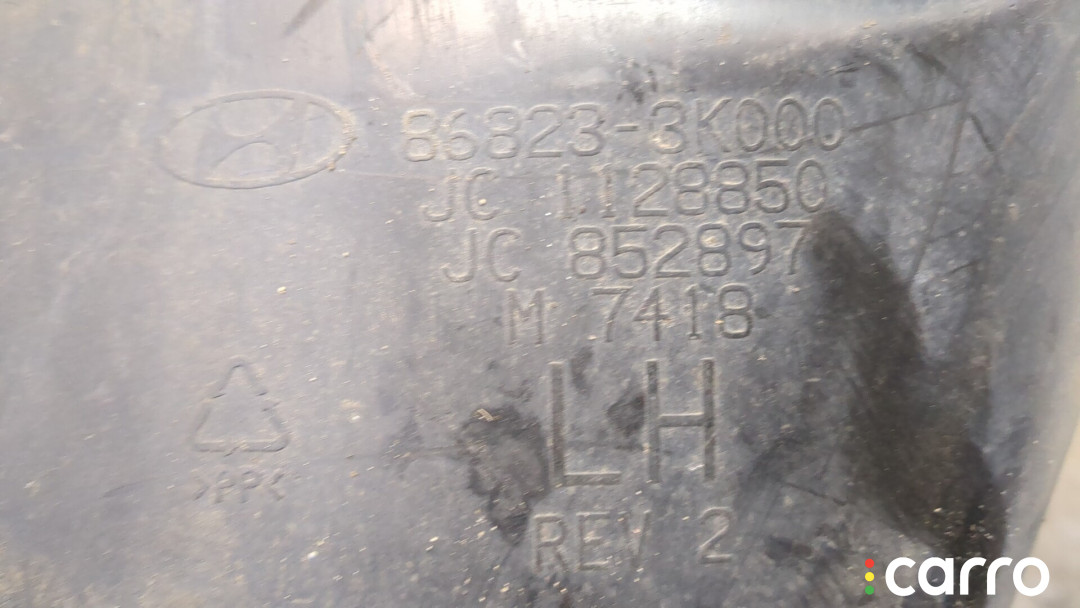 86823-3K000
JC 1128850
JC 852897
M 7418
LH
>PP<
REV 2
carro